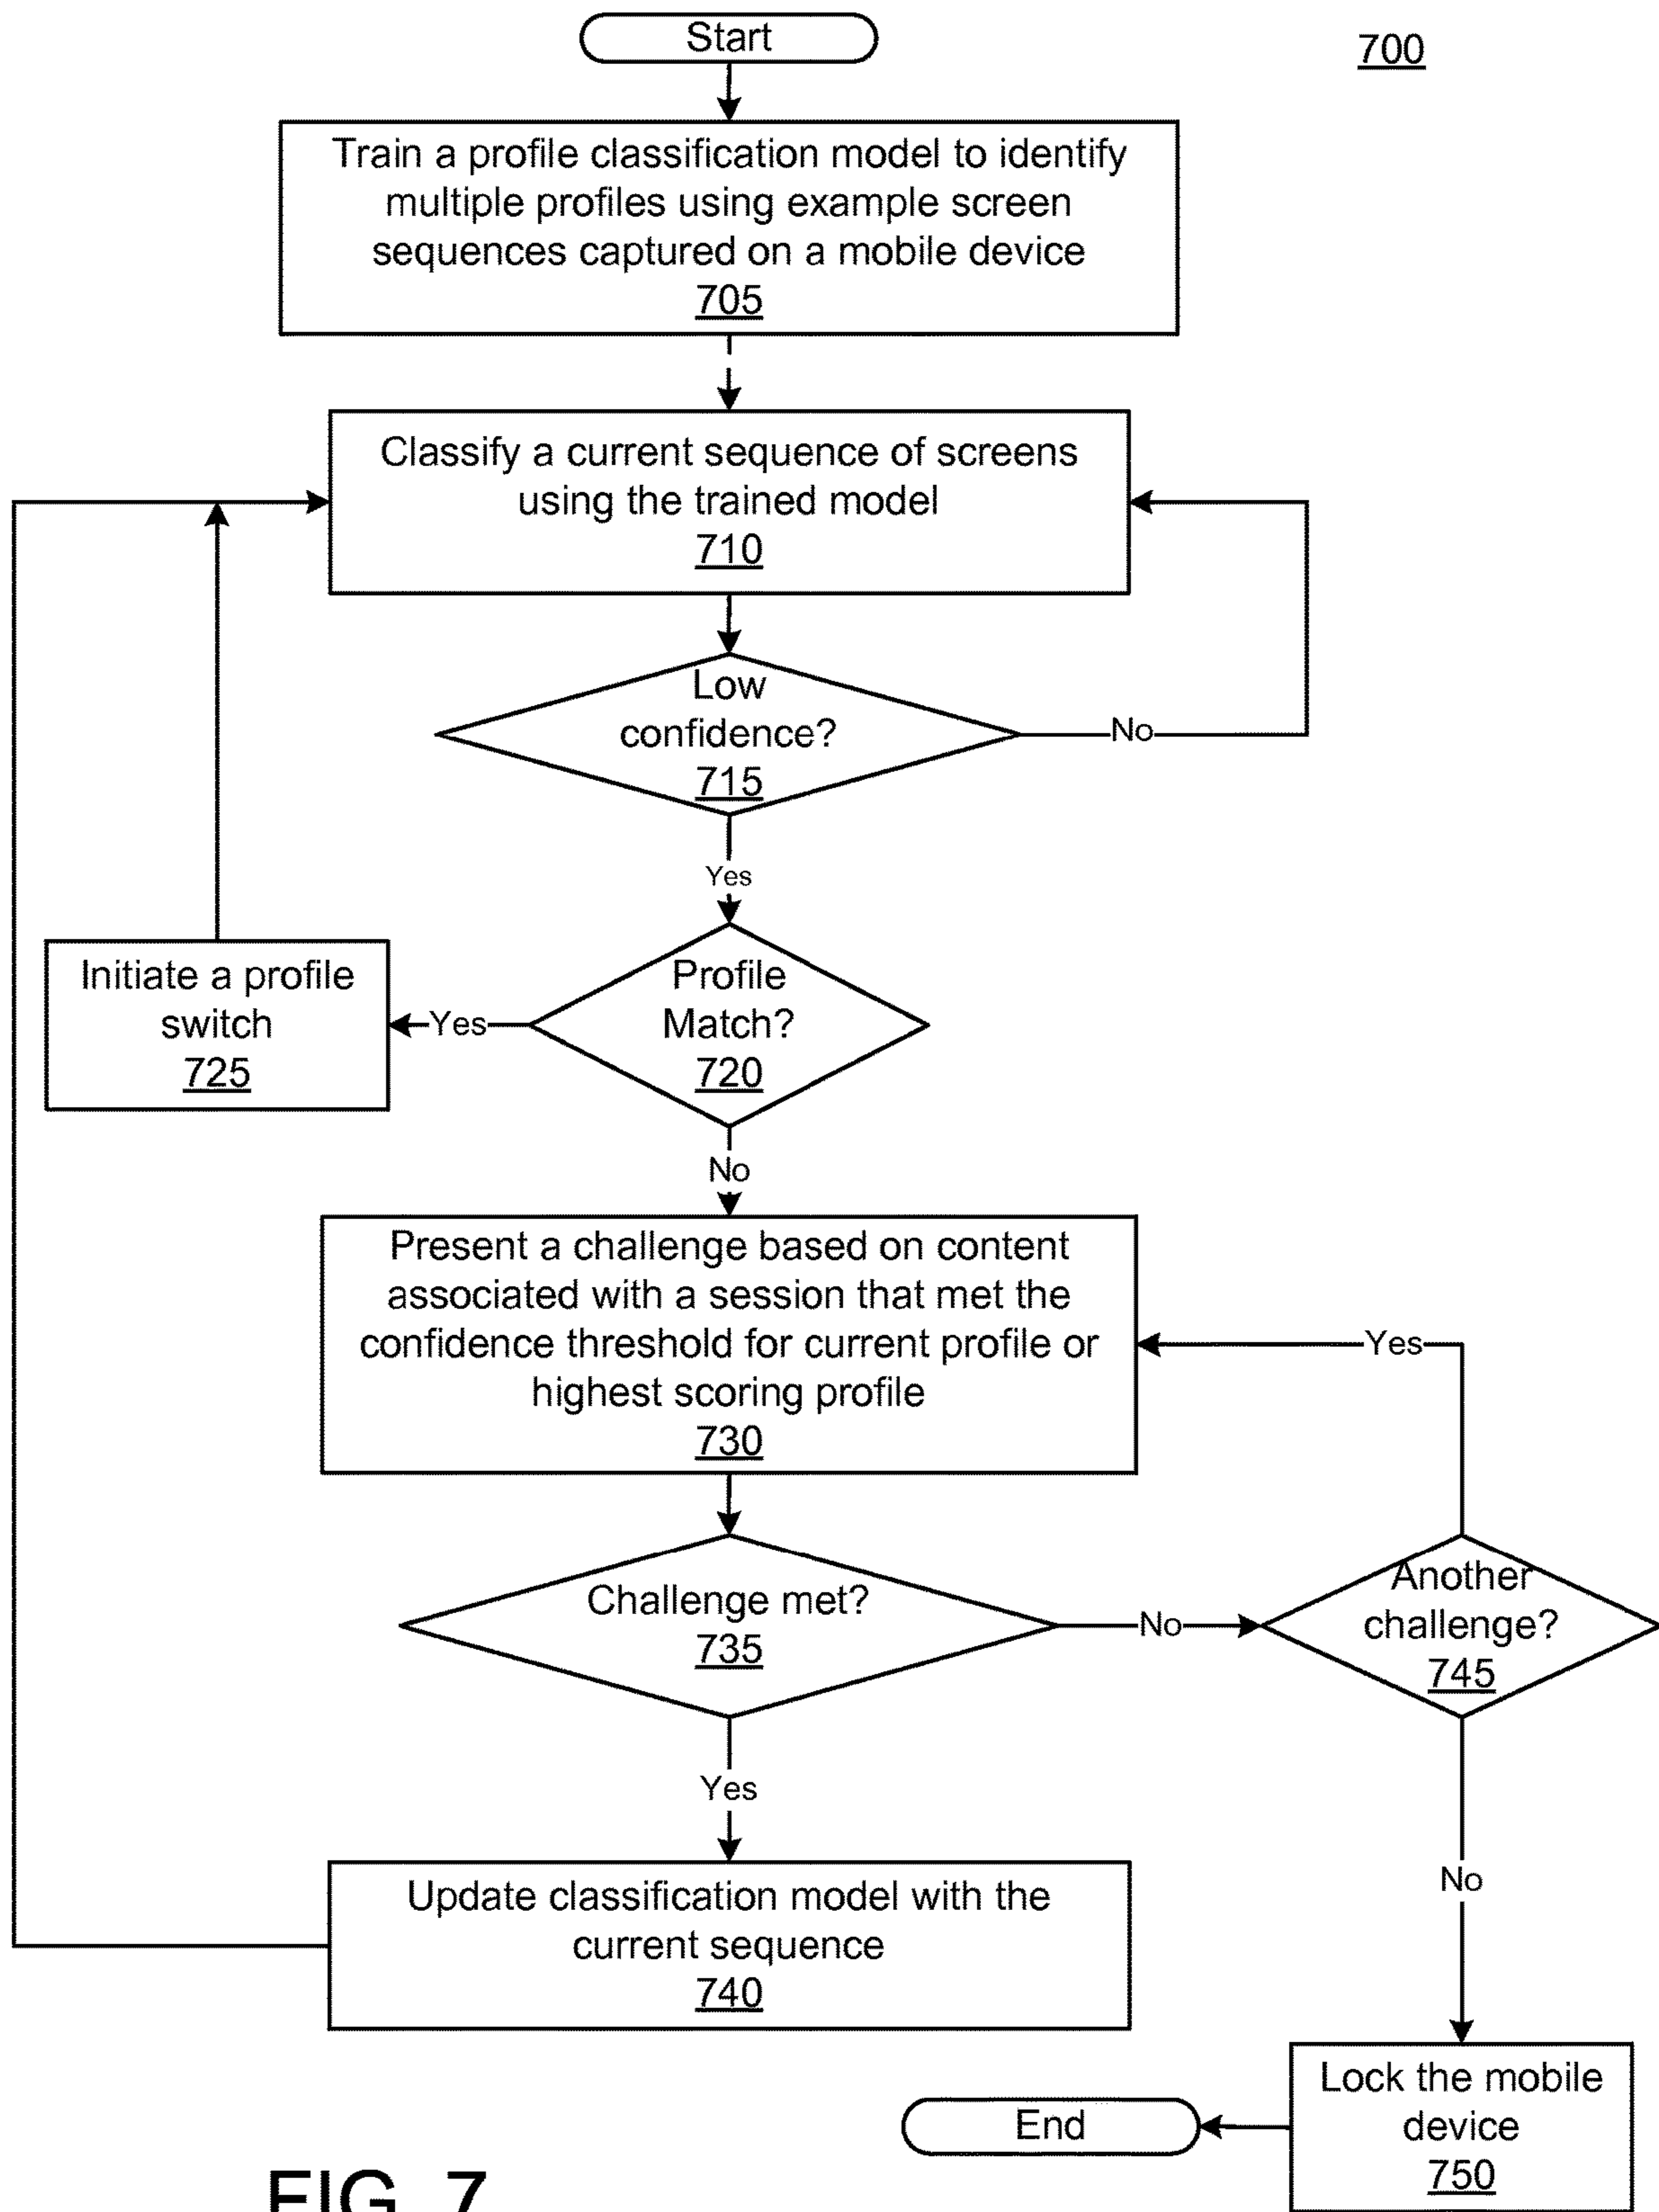 Start
700
Train a profile classification model to identify
multiple profiles using example screen
sequences captured on a mobile device
705
Classify a current sequence of screens
using the trained model
710
Low
confidence?
715
No
Yes
Profile
Match?
720
Yes
Initiate a profile
switch
725
No
Present a challenge based on content
associated with a session that met the
confidence threshold for current profile or
highest scoring profile
730
Yes
Challenge met?
735
No
Another
challenge?
745
Yes
No
Update classification model with the
current sequence
740
Lock the mobile
device
750
End
FIG. 7